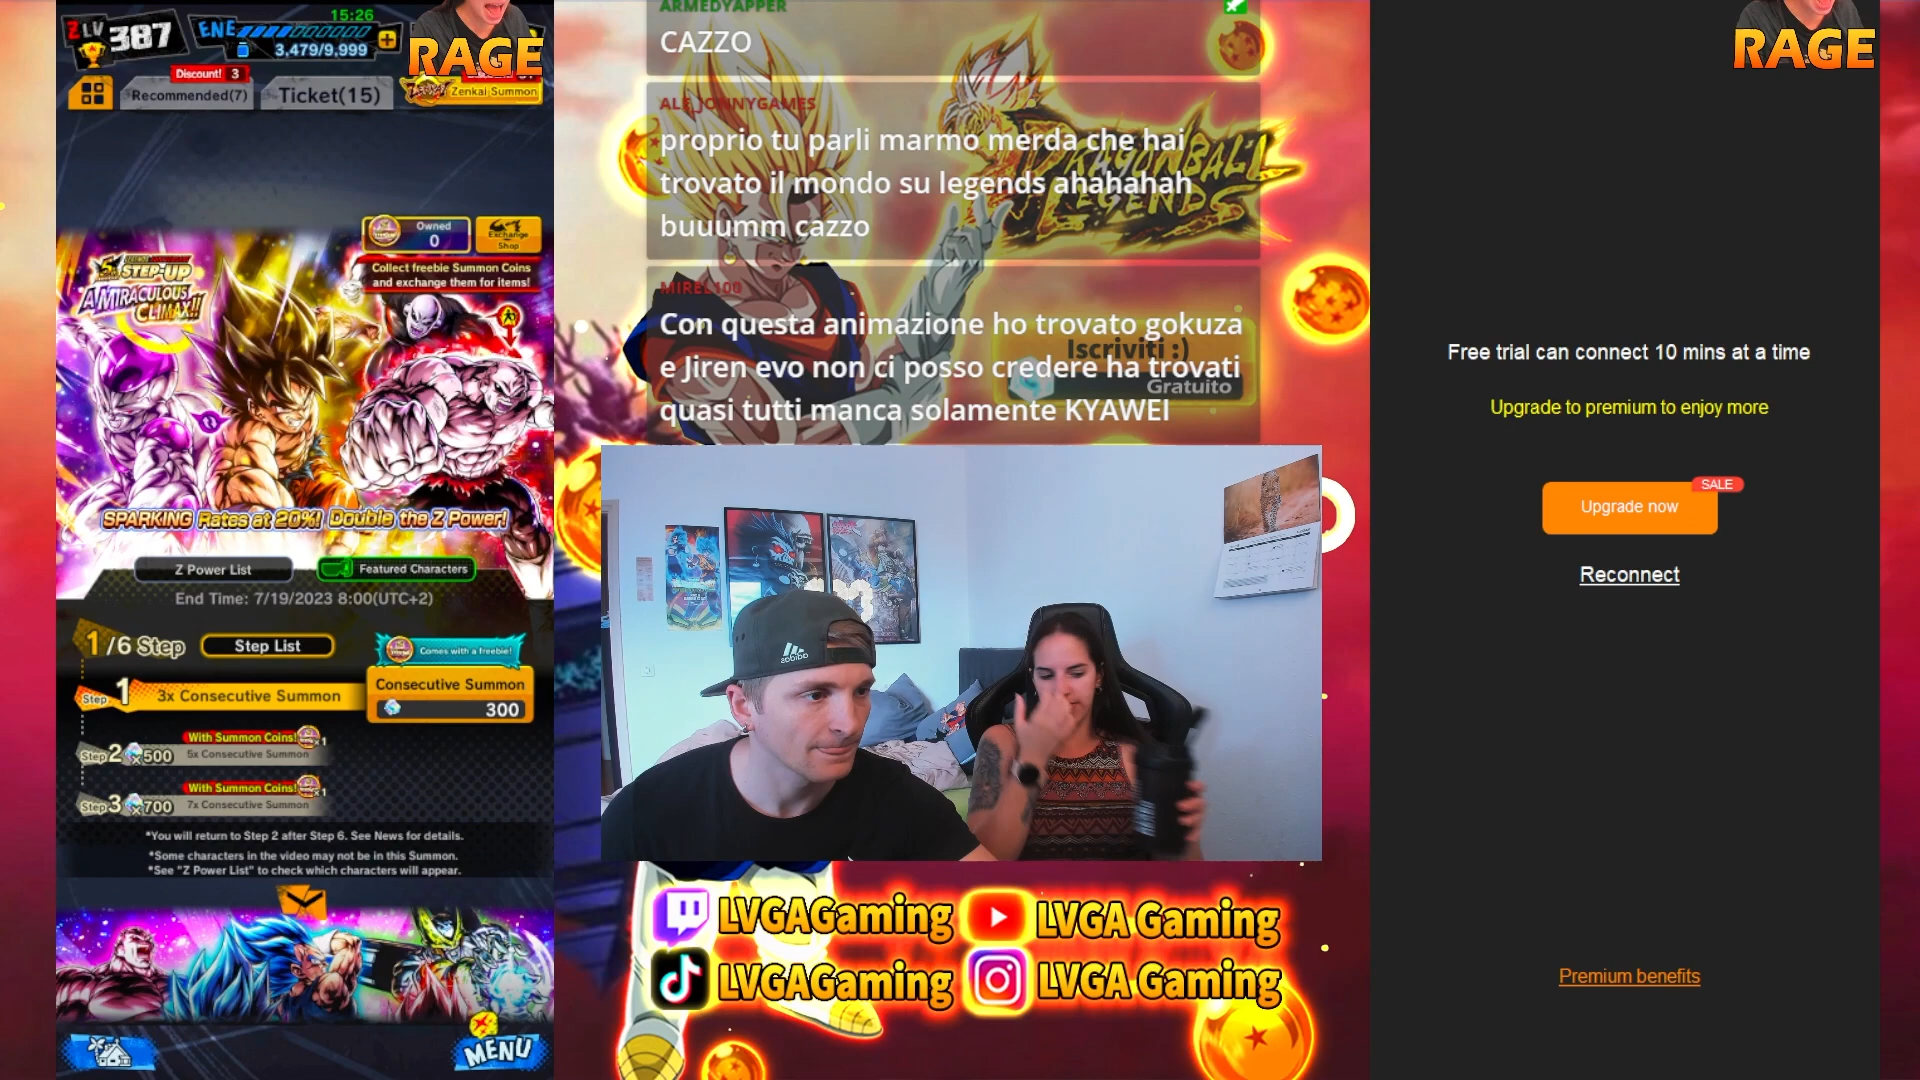 15:26
ZLV 387
ENE
3,479/9,999
RAGE
Discount! 3
Recommended(7)
Ticket(15)
Zenkai Summon
Owned
0
Exchange
Shop
Collect freebie Summon Coins
and exchange them for items!
STEP-UP
A MIRACULOUS
CLIMAX!!
SPARKING Rates at 20%! Double the Z Power!
Z Power List
Featured Characters
End Time: 7/19/2023 8:00(UTC+2)
1/6 Step
Step List
Comes with a freebie!
Step 1
3x Consecutive Summon
Consecutive Summon
300
With Summon Coins!
x1
Step 2
x500
5x Consecutive Summon
With Summon Coins!
x1
Step 3
x700
7x Consecutive Summon
*You will return to Step 2 after Step 6. See News for details.
*Some characters in the video may not be in this Summon.
*See "Z Power List" to check which characters will appear.
MENU
ARMEDYAPPER
CAZZO
ALE_JONNYGAMES
proprio tu parli marmo merda che hai
trovato il mondo su legends ahahahah
buuumm cazzo
DRAGONBALL
LEGENDS
MIREL100
Con questa animazione ho trovato gokuza
e Jiren evo non ci posso credere ha trovati
quasi tutti manca solamente KYAWEI
Iscriviti :)
Gratuito
adidas
LVGAGaming
LVGA Gaming
LVGAGaming
LVGA Gaming
RAGE
Free trial can connect 10 mins at a time
Upgrade to premium to enjoy more
SALE
Upgrade now
Reconnect
Premium benefits